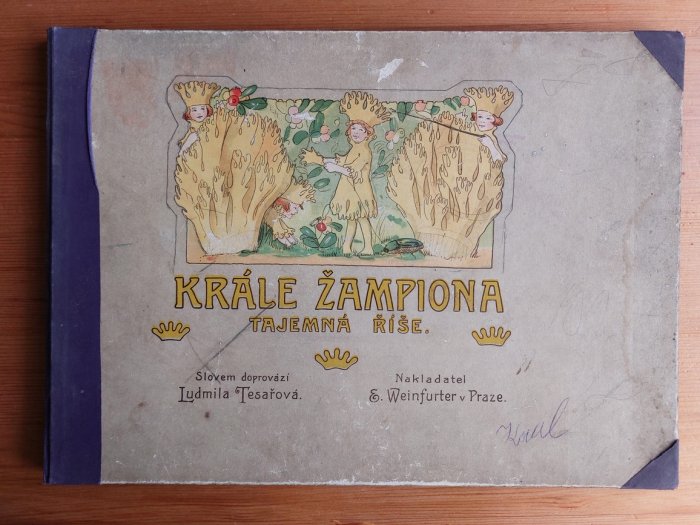 KRÁLE ŽAMPIONA
TAJEMNÁ ŘÍŠE.
Slovem doprovází
Ludmila Tesařová.
Nakladatel
E. Weinfurter v Praze.